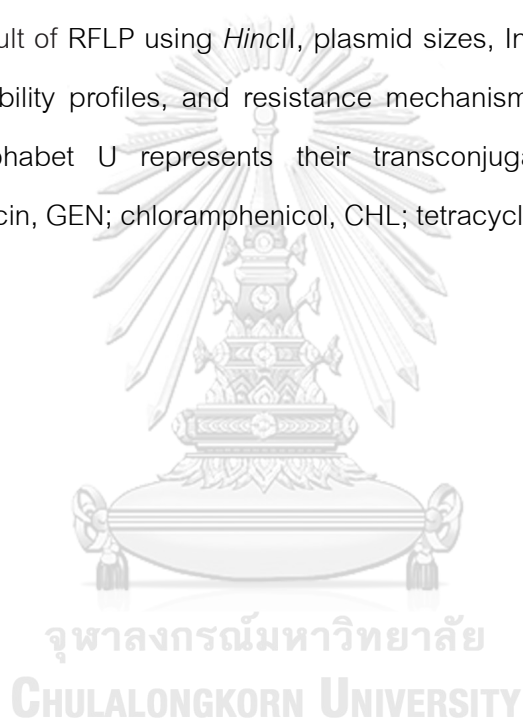 ult of RFLP using HincII, plasmid sizes, In
bility profiles, and resistance mechanism
phabet U represents their transconjuga
cin, GEN; chloramphenicol, CHL; tetracycl
จุฬาลงกรณ์มหาวิทยาลัย
CHULALONGKORN UNIVERSITY